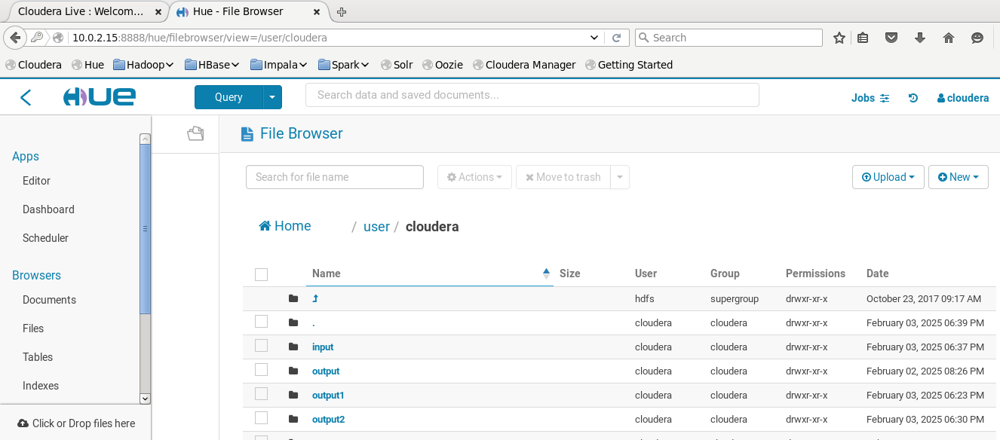 Cloudera Live : Welcom...
Hue - File Browser
10.0.2.15:8888/hue/filebrowser/view=/user/cloudera
Search
Cloudera Hue Hadoop HBase Impala Spark Solr Oozie Cloudera Manager Getting Started
HUE Query Search data and saved documents... Jobs cloudera
File Browser
Apps
Editor
Dashboard
Scheduler
Browsers
Documents
Files
Tables
Indexes
Click or Drop files here
Search for file name Actions Move to trash Upload New
Home / user / cloudera
Name Size User Group Permissions Date
hdfs supergroup drwxr-xr-x October 23, 2017 09:17 AM
. cloudera cloudera drwxr-xr-x February 03, 2025 06:39 PM
input cloudera cloudera drwxr-xr-x February 03, 2025 06:37 PM
output cloudera cloudera drwxr-xr-x February 02, 2025 08:26 PM
output1 cloudera cloudera drwxr-xr-x February 03, 2025 06:23 PM
output2 cloudera cloudera drwxr-xr-x February 03, 2025 06:30 PM